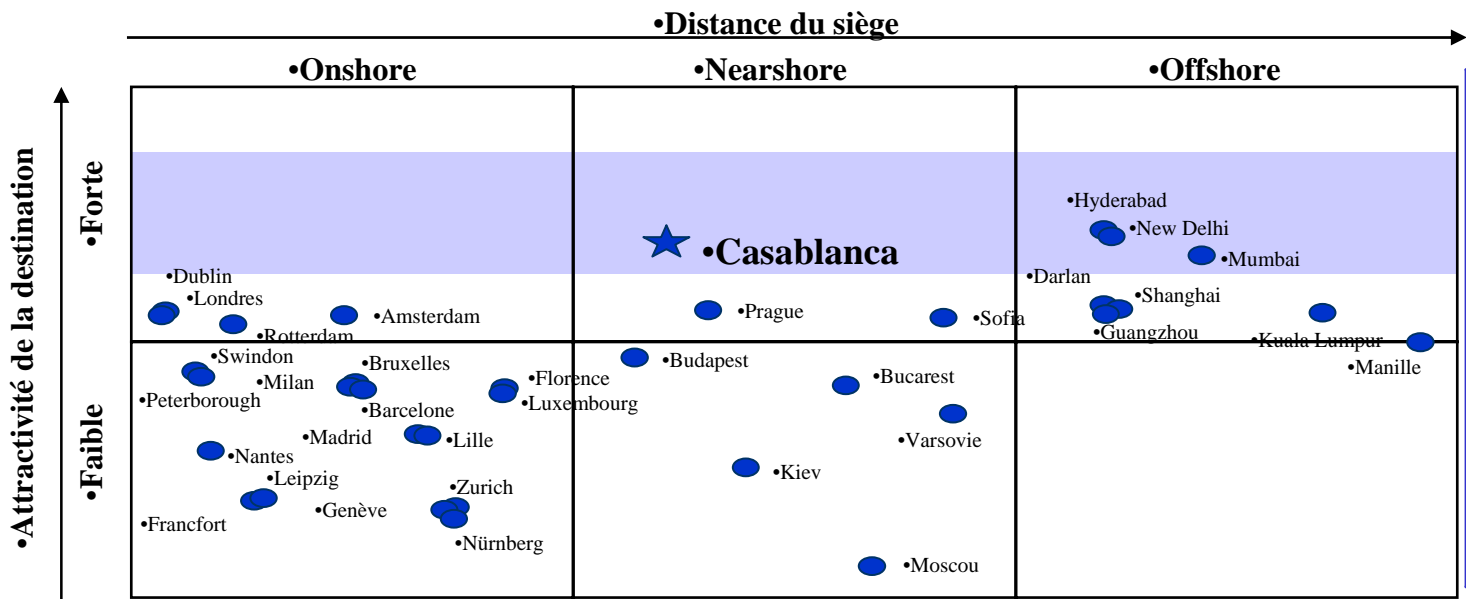 •Distance du siège
•Onshore
•Nearshore
•Offshore
•Attractivité de la destination
•Forte
•Faible
•Hyderabad
•New Delhi
•Casablanca
•Mumbai
•Dublin
•Darlan
•Londres
•Shanghai
•Amsterdam
•Prague
•Sofia
•Rotterdam
•Guangzhou
•Kuala Lumpur
•Swindon
•Bruxelles
•Budapest
•Manille
•Milan
•Florence
•Bucarest
•Peterborough
•Barcelone
•Luxembourg
•Madrid
•Lille
•Varsovie
•Nantes
•Leipzig
•Zurich
•Kiev
•Francfort
•Genève
•Nürnberg
•Moscou